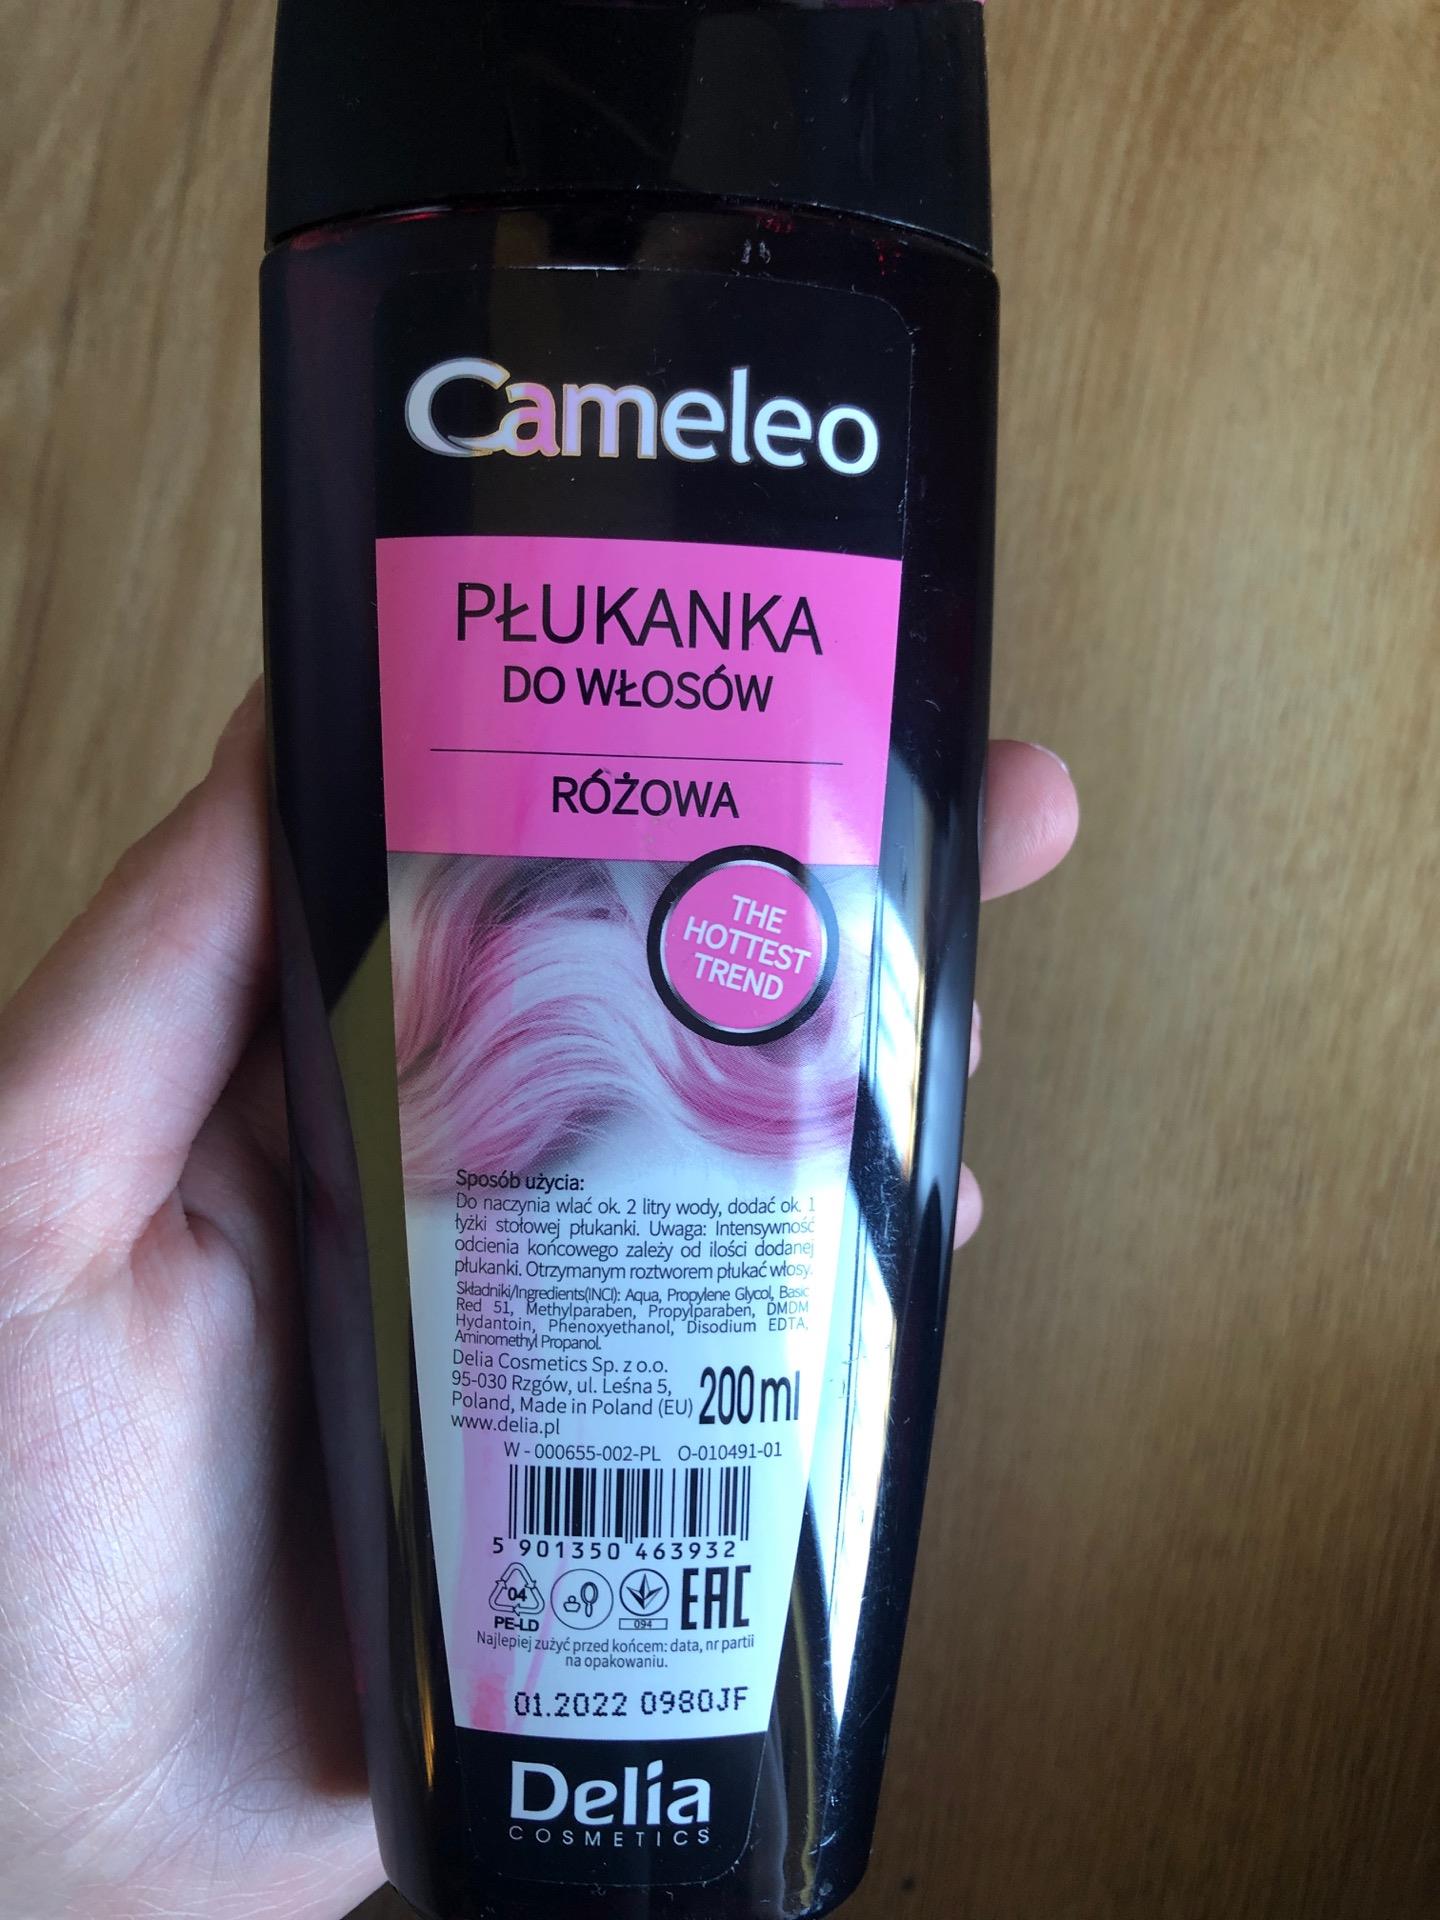 Cameleo
PŁUKANKA
DO WŁOSÓW
RÓŻOWA
THE
HOTTEST
TREND
Sposób użycia:
Do naczynia wlać ok. 2 litry wody, dodać ok. 1
łyżki stołowej płukanki. Uwaga: Intensywność
odcienia końcowego zależy od ilości dodanej
płukanki. Otrzymanym roztworem płukać włosy.
Składniki/Ingredients(INCI): Aqua, Propylene Glycol, Basic
Red 51, Methylparaben, Propylparaben, DMDM
Hydantoin, Phenoxyethanol, Disodium EDTA,
Aminomethyl Propanol.
Delia Cosmetics Sp. z o.o.
95-030 Rzgów, ul. Leśna 5,
Poland, Made in Poland (EU)
www.delia.pl
200ml
W - 000655-002-PL O-010491-01
5 901350 463932
04
PE-LD
094
EAC
Najlepiej zużyć przed końcem: data, nr partii
na opakowaniu.
01.2022 0980JF
Delia
COSMETICS